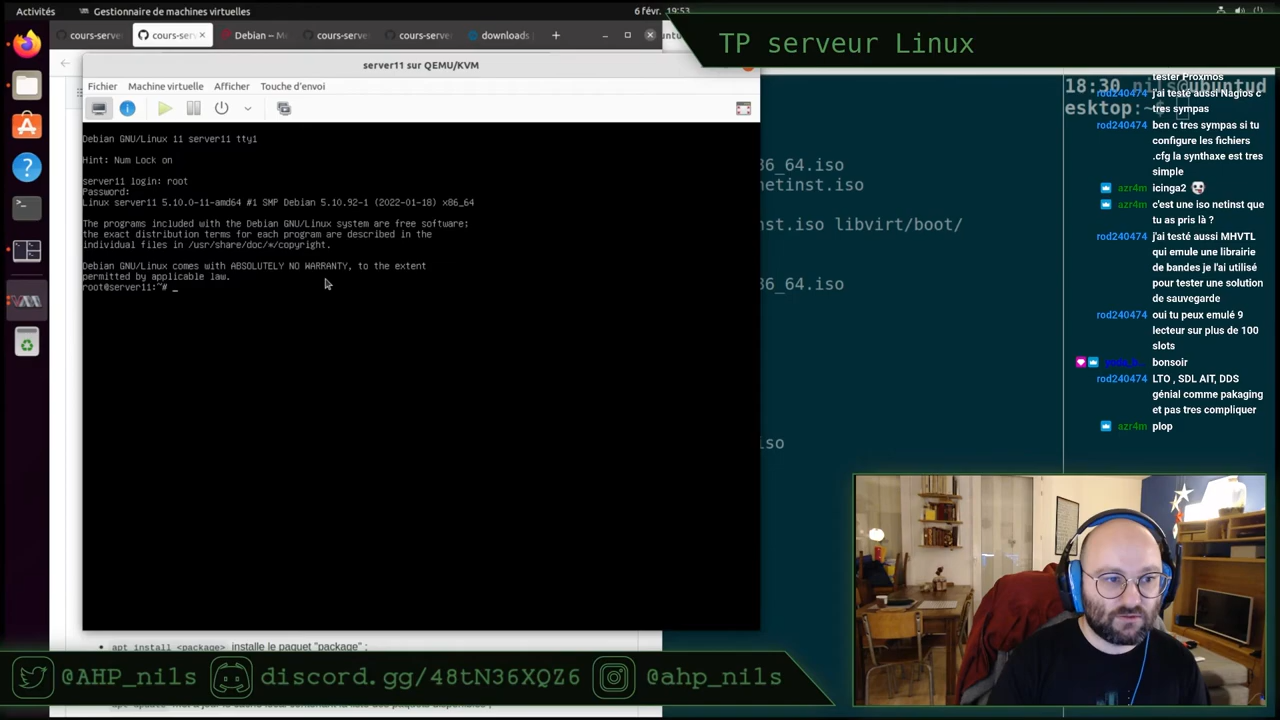 Activités
Gestionnaire de machines virtuelles
6 févr. 19:53
TP serveur Linux
cours-serve
cours-serv
Debian -- Me
cours-serve
cours-serve
downloads
server11 sur QEMU/KVM
Fichier
Machine virtuelle
Afficher
Touche d'envoi
Debian GNU/Linux 11 server11 tty1
Hint: Num Lock on
server11 login: root
Password:
Linux server11 5.10.0-11-amd64 #1 SMP Debian 5.10.92-1 (2022-01-18) x86_64
The programs included with the Debian GNU/Linux system are free software;
the exact distribution terms for each program are described in the
individual files in /usr/share/doc/*/copyright.
Debian GNU/Linux comes with ABSOLUTELY NO WARRANTY, to the extent
permitted by applicable law.
root@server11:~# _
86_64.iso
netinst.iso
nst.iso libvirt/boot/
86_64.iso
iso
18:30 nils@ubuntud
esktop:~$
tester Proxmos
rod240474 j'ai testé aussi Nagios c
tres sympas
rod240474 ben c tres sympas si tu
configure les fichiers
.cfg la synthaxe est tres
simple
azr4m icinga2
azr4m c'est une iso netinst que
tu as pris là ?
rod240474 j'ai testé aussi MHVTL
qui emule une librairie
de bandes je l'ai utilisé
pour tester une solution
de sauvegarde
rod240474 oui tu peux emulé 9
lecteur sur plus de 100
slots
bonsoir
rod240474 LTO , SDL AIT, DDS
génial comme pakaging
et pas tres compliquer
azr4m plop
apt install <package> installe le paquet "package" ;
@AHP_nils
discord.gg/48tN36XQZ6
@ahp_nils